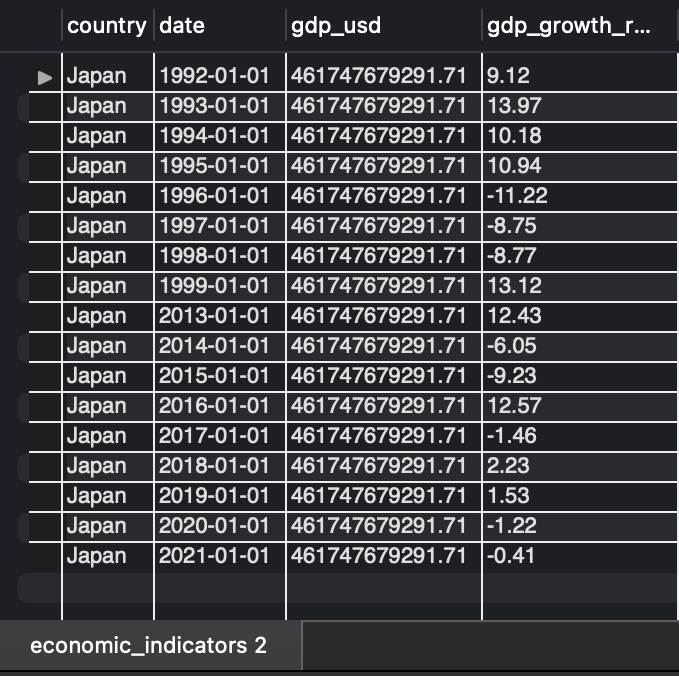 country date gdp_usd gdp_growth_r...
Japan 1992-01-01 461747679291.71 9.12
Japan 1993-01-01 461747679291.71 13.97
Japan 1994-01-01 461747679291.71 10.18
Japan 1995-01-01 461747679291.71 10.94
Japan 1996-01-01 461747679291.71 -11.22
Japan 1997-01-01 461747679291.71 -8.75
Japan 1998-01-01 461747679291.71 -8.77
Japan 1999-01-01 461747679291.71 13.12
Japan 2013-01-01 461747679291.71 12.43
Japan 2014-01-01 461747679291.71 -6.05
Japan 2015-01-01 461747679291.71 -9.23
Japan 2016-01-01 461747679291.71 12.57
Japan 2017-01-01 461747679291.71 -1.46
Japan 2018-01-01 461747679291.71 2.23
Japan 2019-01-01 461747679291.71 1.53
Japan 2020-01-01 461747679291.71 -1.22
Japan 2021-01-01 461747679291.71 -0.41
economic_indicators 2